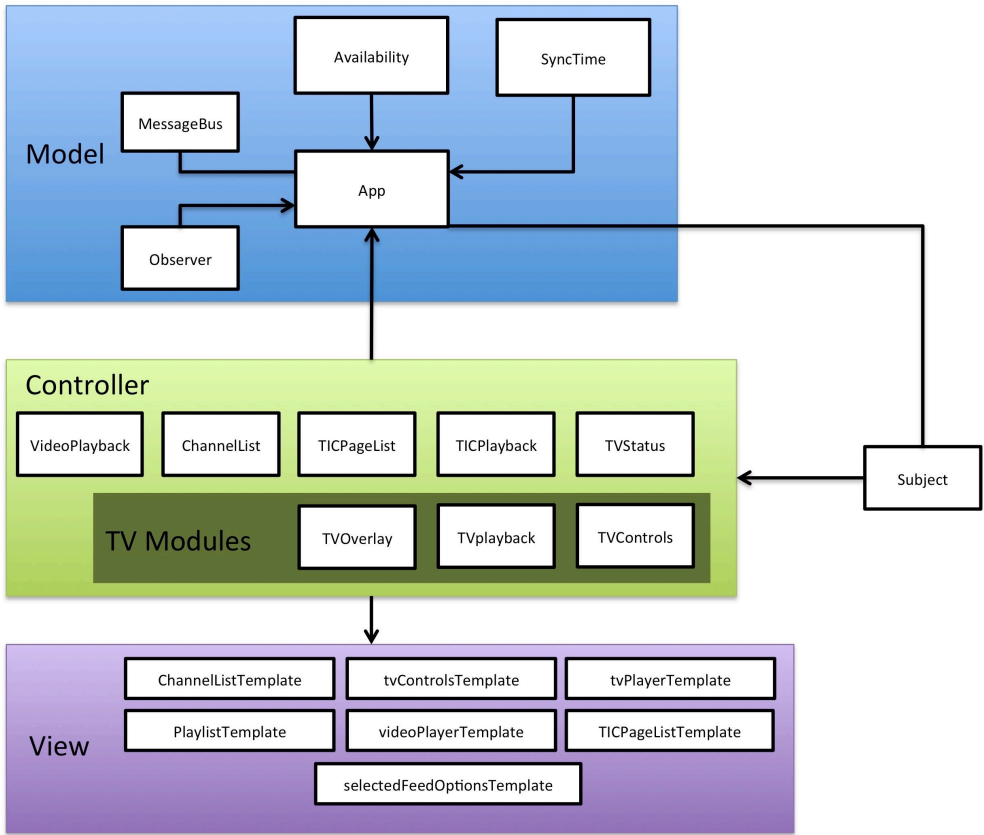 Availability
SyncTime
MessageBus
Model
App
Observer
Controller
VideoPlayback
ChannelList
TICPageList
TICPlayback
TVStatus
Subject
TV Modules
TVOverlay
TVplayback
TVControls
ChannelListTemplate
tvControlsTemplate
tvPlayerTemplate
PlaylistTemplate
videoPlayerTemplate
TICPageListTemplate
View
selectedFeedOptionsTemplate